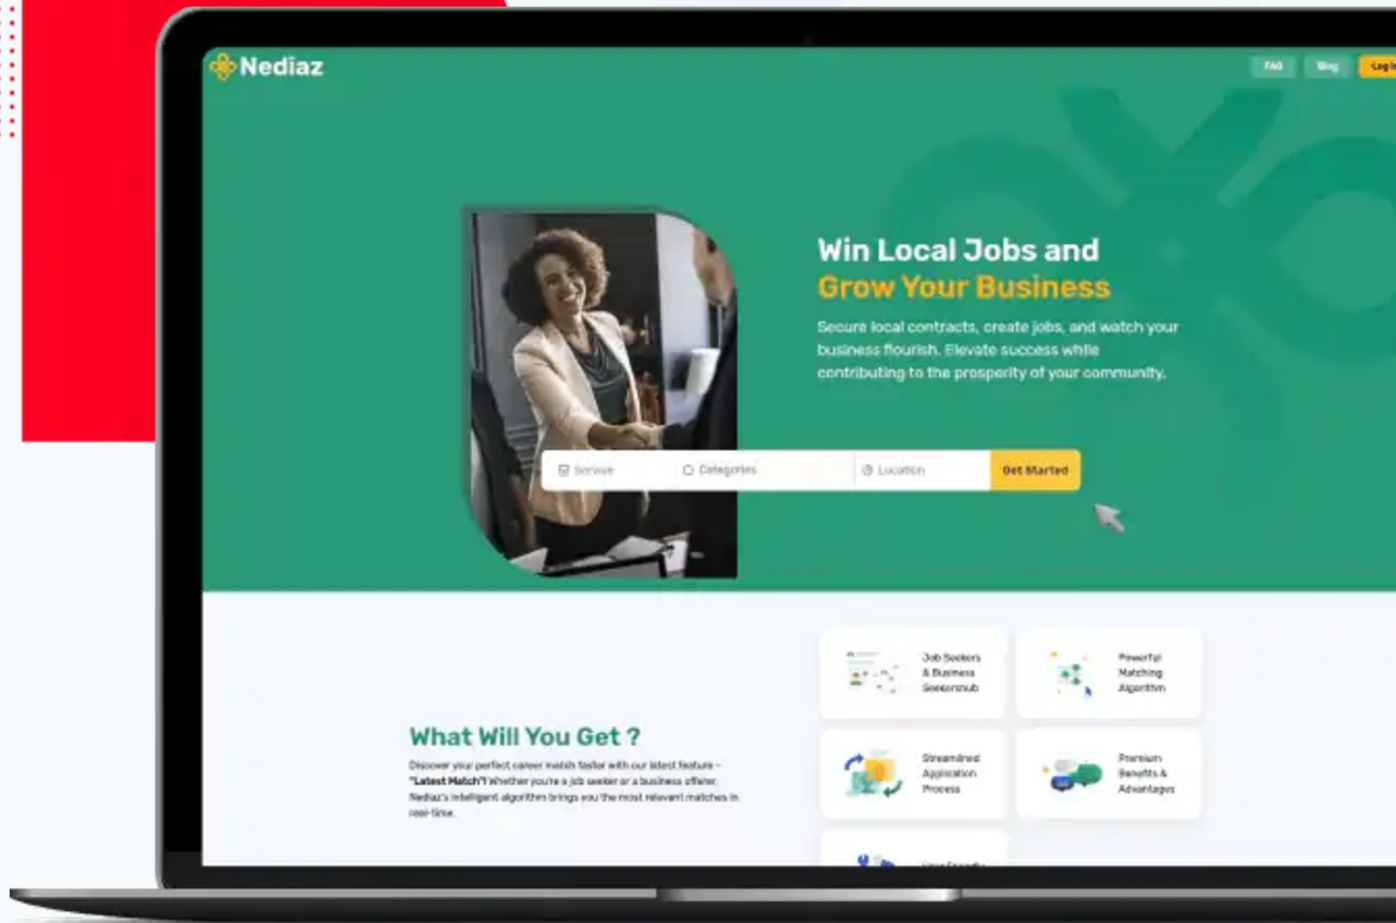 Nediaz
FAQ
Blog
Log In
Win Local Jobs and
Grow Your Business
Secure local contracts, create jobs, and watch your
business flourish. Elevate success while
contributing to the prosperity of your community.
Service
Categories
Location
Get Started
What Will You Get ?
Discover your perfect career match faster with our latest feature -
"Latest Match"! Whether you're a job seeker or a business offerer,
Nediaz's intelligent algorithm brings you the most relevant matches in
real-time.
Job Seekers
& Business
Powerful
Matching
Algorithm
Streamlined
Application
Process
Premium
Benefits &
Advantages